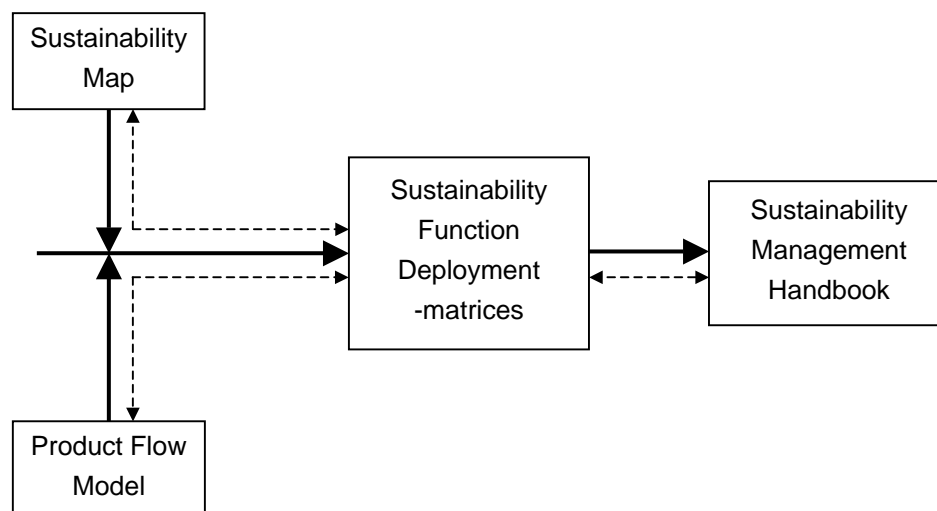 Sustainability
Map
Sustainability
Function
Deployment
-matrices
Sustainability
Management
Handbook
Product Flow
Model